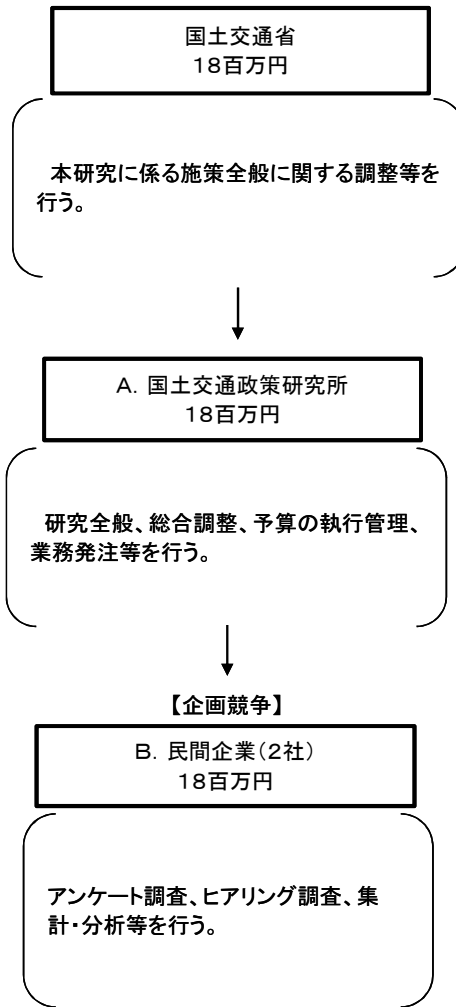 国土交通省
18百万円
本研究に係る施策全般に関する調整等を
行う。
A. 国土交通政策研究所
18百万円
研究全般、総合調整、予算の執行管理、
業務発注等を行う。
【企画競争】
B. 民間企業(2社)
18百万円
アンケート調査、ヒアリング調査、集
計・分析等を行う。